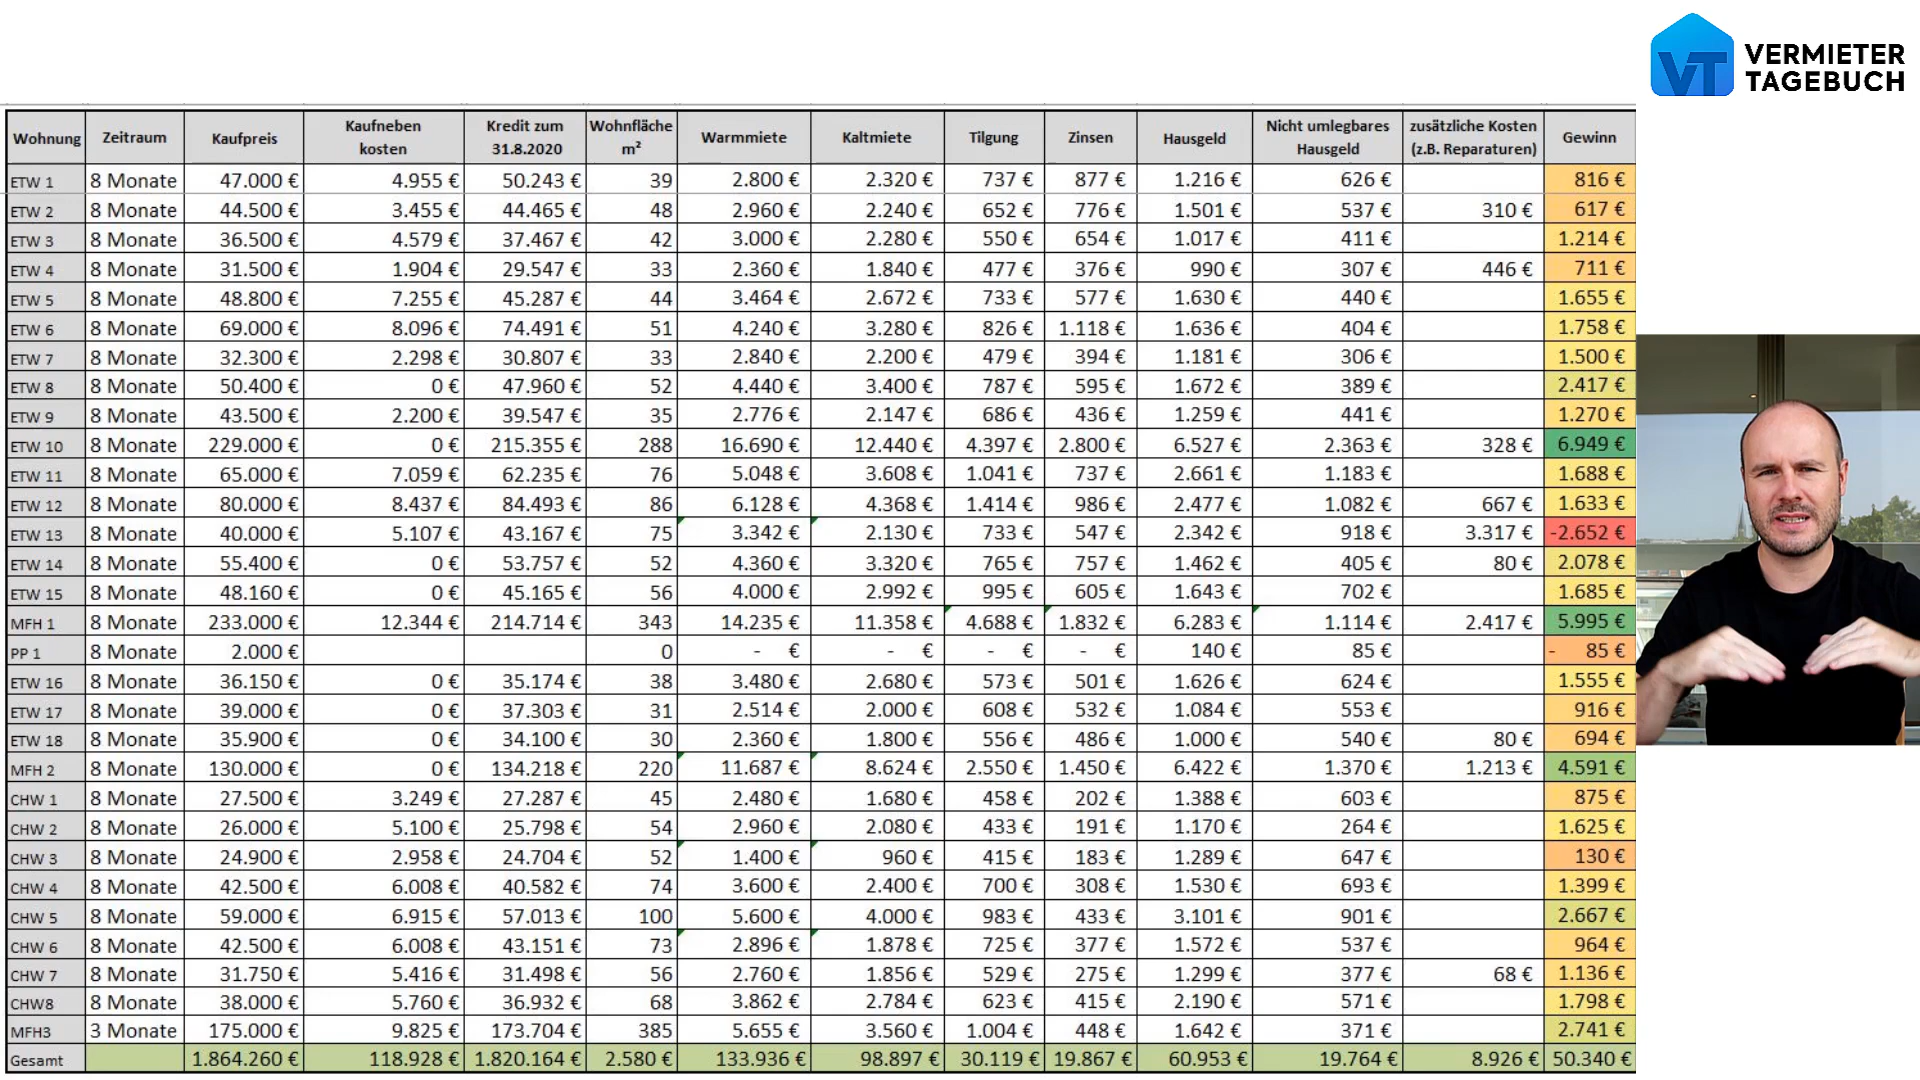 VERMIETER
TAGEBUCH
VT
Wohnung Zeitraum Kaufpreis Kaufneben kosten Kredit zum 31.8.2020 Wohnfläche m² Warmmiete Kaltmiete Tilgung Zinsen Hausgeld Nicht umlegbares Hausgeld zusätzliche Kosten (z.B. Reparaturen) Gewinn
ETW 1 8 Monate 47.000 € 4.955 € 50.243 € 39 2.800 € 2.320 € 737 € 877 € 1.216 € 626 € 816 €
ETW 2 8 Monate 44.500 € 3.455 € 44.465 € 48 2.960 € 2.240 € 652 € 776 € 1.501 € 537 € 310 € 617 €
ETW 3 8 Monate 36.500 € 4.579 € 37.467 € 42 3.000 € 2.280 € 550 € 654 € 1.017 € 411 € 1.214 €
ETW 4 8 Monate 31.500 € 1.904 € 29.547 € 33 2.360 € 1.840 € 477 € 376 € 990 € 307 € 446 € 711 €
ETW 5 8 Monate 48.800 € 7.255 € 45.287 € 44 3.464 € 2.672 € 733 € 577 € 1.630 € 440 € 1.655 €
ETW 6 8 Monate 69.000 € 8.096 € 74.491 € 51 4.240 € 3.280 € 826 € 1.118 € 1.636 € 404 € 1.758 €
ETW 7 8 Monate 32.300 € 2.298 € 30.807 € 33 2.840 € 2.200 € 479 € 394 € 1.181 € 306 € 1.500 €
ETW 8 8 Monate 50.400 € 0 € 47.960 € 52 4.440 € 3.400 € 787 € 595 € 1.672 € 389 € 2.417 €
ETW 9 8 Monate 43.500 € 2.200 € 39.547 € 35 2.776 € 2.147 € 686 € 436 € 1.259 € 441 € 1.270 €
ETW 10 8 Monate 229.000 € 0 € 215.355 € 288 16.690 € 12.440 € 4.397 € 2.800 € 6.527 € 2.363 € 328 € 6.949 €
ETW 11 8 Monate 65.000 € 7.059 € 62.235 € 76 5.048 € 3.608 € 1.041 € 737 € 2.661 € 1.183 € 1.688 €
ETW 12 8 Monate 80.000 € 8.437 € 84.493 € 86 6.128 € 4.368 € 1.414 € 986 € 2.477 € 1.082 € 667 € 1.633 €
ETW 13 8 Monate 40.000 € 5.107 € 43.167 € 75 3.342 € 2.130 € 733 € 547 € 2.342 € 918 € 3.317 € -2.652 €
ETW 14 8 Monate 55.400 € 0 € 53.757 € 52 4.360 € 3.320 € 765 € 757 € 1.462 € 405 € 80 € 2.078 €
ETW 15 8 Monate 48.160 € 0 € 45.165 € 56 4.000 € 2.992 € 995 € 605 € 1.643 € 702 € 1.685 €
MFH 1 8 Monate 233.000 € 12.344 € 214.714 € 343 14.235 € 11.358 € 4.688 € 1.832 € 6.283 € 1.114 € 2.417 € 5.995 €
PP 1 8 Monate 2.000 € 0 - € - € - € - € 140 € 85 € - 85 €
ETW 16 8 Monate 36.150 € 0 € 35.174 € 38 3.480 € 2.680 € 573 € 501 € 1.626 € 624 € 1.555 €
ETW 17 8 Monate 39.000 € 0 € 37.303 € 31 2.514 € 2.000 € 608 € 532 € 1.084 € 553 € 916 €
ETW 18 8 Monate 35.900 € 0 € 34.100 € 30 2.360 € 1.800 € 556 € 486 € 1.000 € 540 € 80 € 694 €
MFH 2 8 Monate 130.000 € 0 € 134.218 € 220 11.687 € 8.624 € 2.550 € 1.450 € 6.422 € 1.370 € 1.213 € 4.591 €
CHW 1 8 Monate 27.500 € 3.249 € 27.287 € 45 2.480 € 1.680 € 458 € 202 € 1.388 € 603 € 875 €
CHW 2 8 Monate 26.000 € 5.100 € 25.798 € 54 2.960 € 2.080 € 433 € 191 € 1.170 € 264 € 1.625 €
CHW 3 8 Monate 24.900 € 2.958 € 24.704 € 52 1.400 € 960 € 415 € 183 € 1.289 € 647 € 130 €
CHW 4 8 Monate 42.500 € 6.008 € 40.582 € 74 3.600 € 2.400 € 700 € 308 € 1.530 € 693 € 1.399 €
CHW 5 8 Monate 59.000 € 6.915 € 57.013 € 100 5.600 € 4.000 € 983 € 433 € 3.101 € 901 € 2.667 €
CHW 6 8 Monate 42.500 € 6.008 € 43.151 € 73 2.896 € 1.878 € 725 € 377 € 1.572 € 537 € 964 €
CHW 7 8 Monate 31.750 € 5.416 € 31.498 € 56 2.760 € 1.856 € 529 € 275 € 1.299 € 377 € 68 € 1.136 €
CHW8 8 Monate 38.000 € 5.760 € 36.932 € 68 3.862 € 2.784 € 623 € 415 € 2.190 € 571 € 1.798 €
MFH3 3 Monate 175.000 € 9.825 € 173.704 € 385 5.655 € 3.560 € 1.004 € 448 € 1.642 € 371 € 2.741 €
Gesamt 1.864.260 € 118.928 € 1.820.164 € 2.580 € 133.936 € 98.897 € 30.119 € 19.867 € 60.953 € 19.764 € 8.926 € 50.340 €